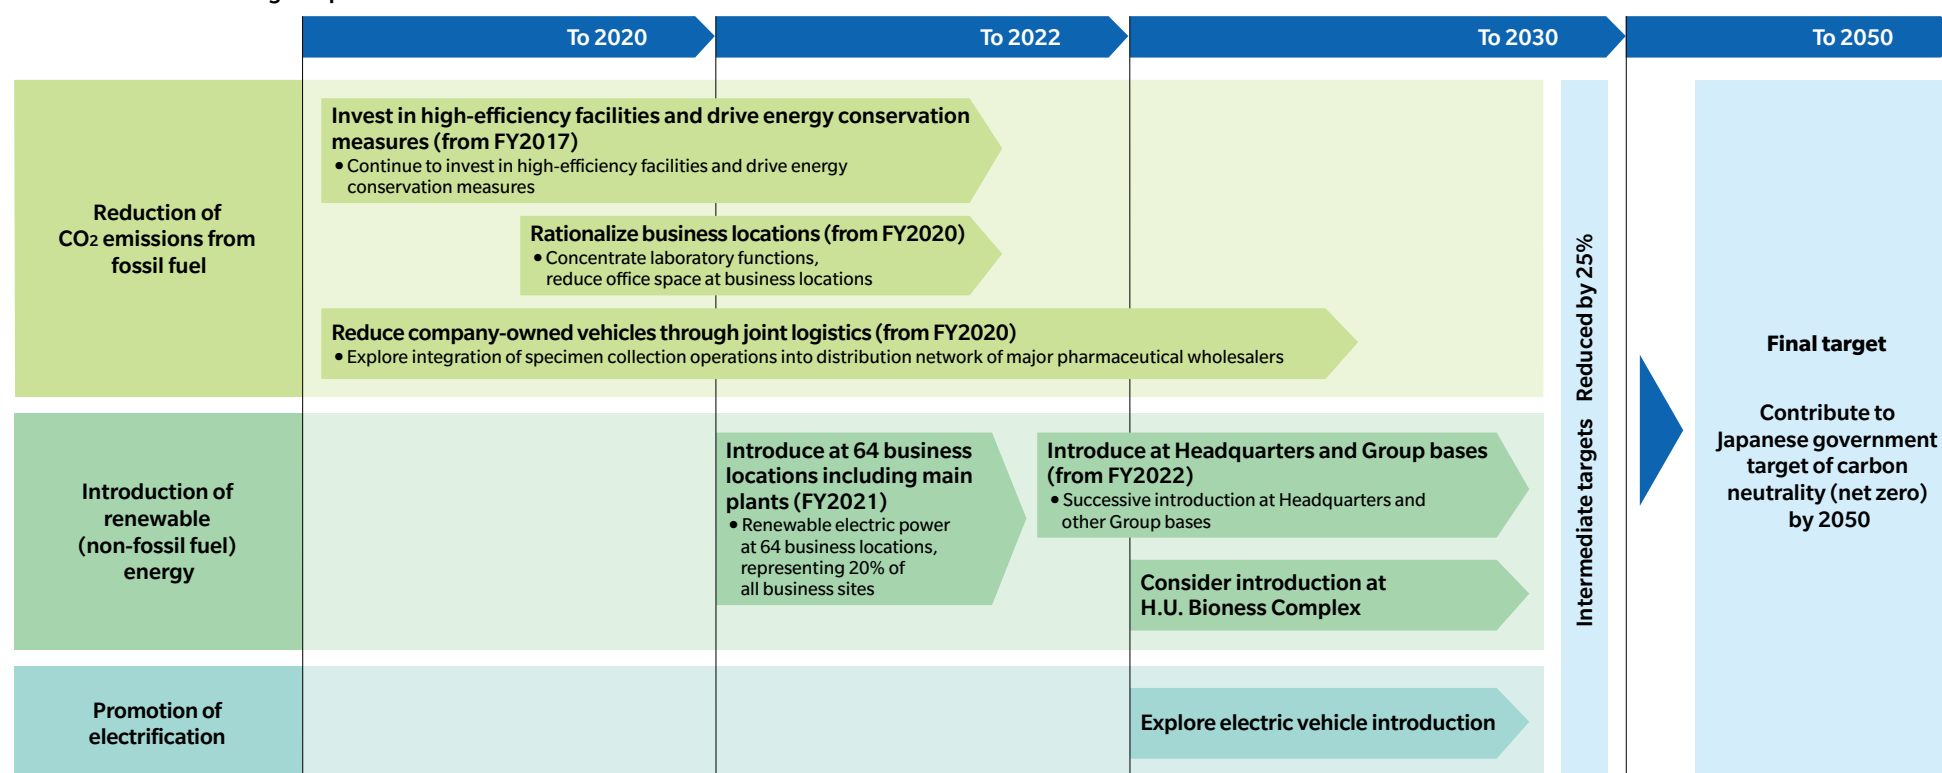 To 2020
To 2022
To 2030
To 2050
Reduction of
CO2 emissions from
fossil fuel
Invest in high-efficiency facilities and drive energy conservation
measures (from FY2017)
• Continue to invest in high-efficiency facilities and drive energy
conservation measures
Rationalize business locations (from FY2020)
• Concentrate laboratory functions,
reduce office space at business locations
Reduce company-owned vehicles through joint logistics (from FY2020)
• Explore integration of specimen collection operations into distribution network of major pharmaceutical wholesalers
Introduction of
renewable
(non-fossil fuel)
energy
Introduce at 64 business
locations including main
plants (FY2021)
• Renewable electric power
at 64 business locations,
representing 20% of
all business sites
Introduce at Headquarters and Group bases
(from FY2022)
• Successive introduction at Headquarters and
other Group bases
Consider introduction at
H.U. Bioness Complex
Promotion of
electrification
Explore electric vehicle introduction
Intermediate targets Reduced by 25%
Final target
Contribute to
Japanese government
target of carbon
neutrality (net zero)
by 2050